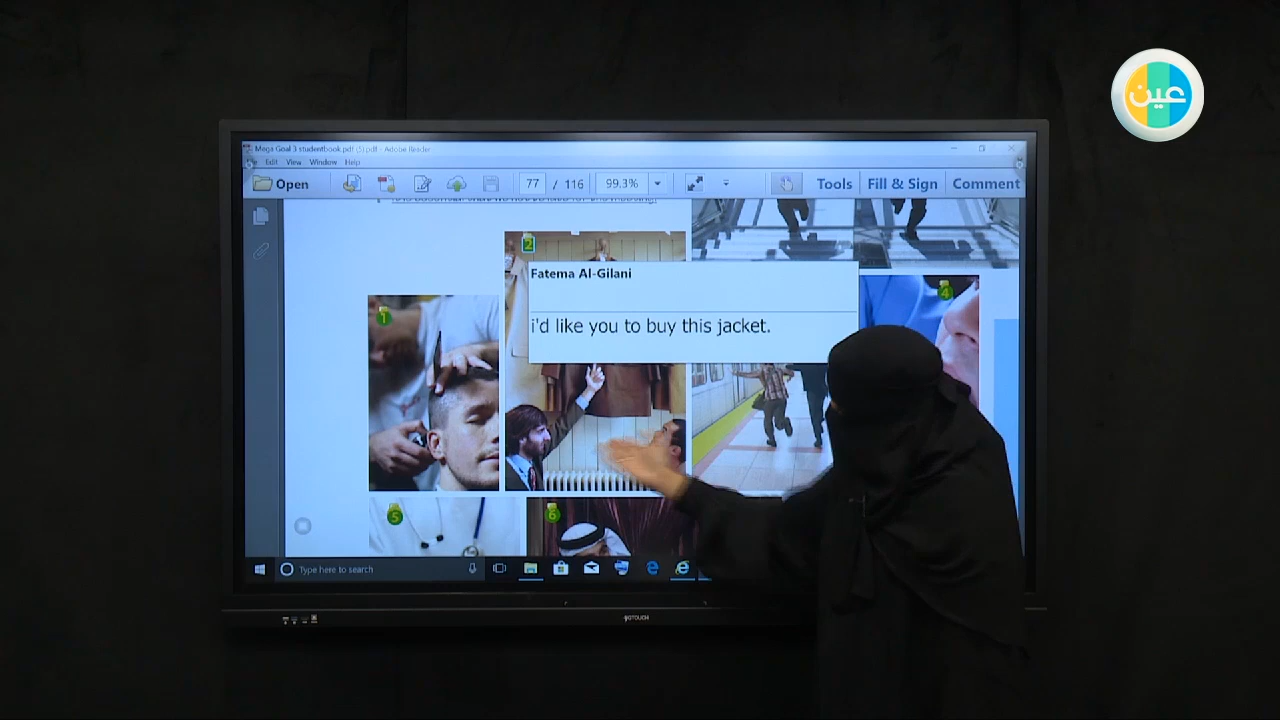 عين
Mega Goal 3 studentbook.pdf (5).pdf - Adobe Reader
Edit View Window Help
Open 77 / 116 99.3% Tools Fill & Sign Comment
2
Fatema Al-Gilani
i'd like you to buy this jacket.
1
4
5
6
Type here to search